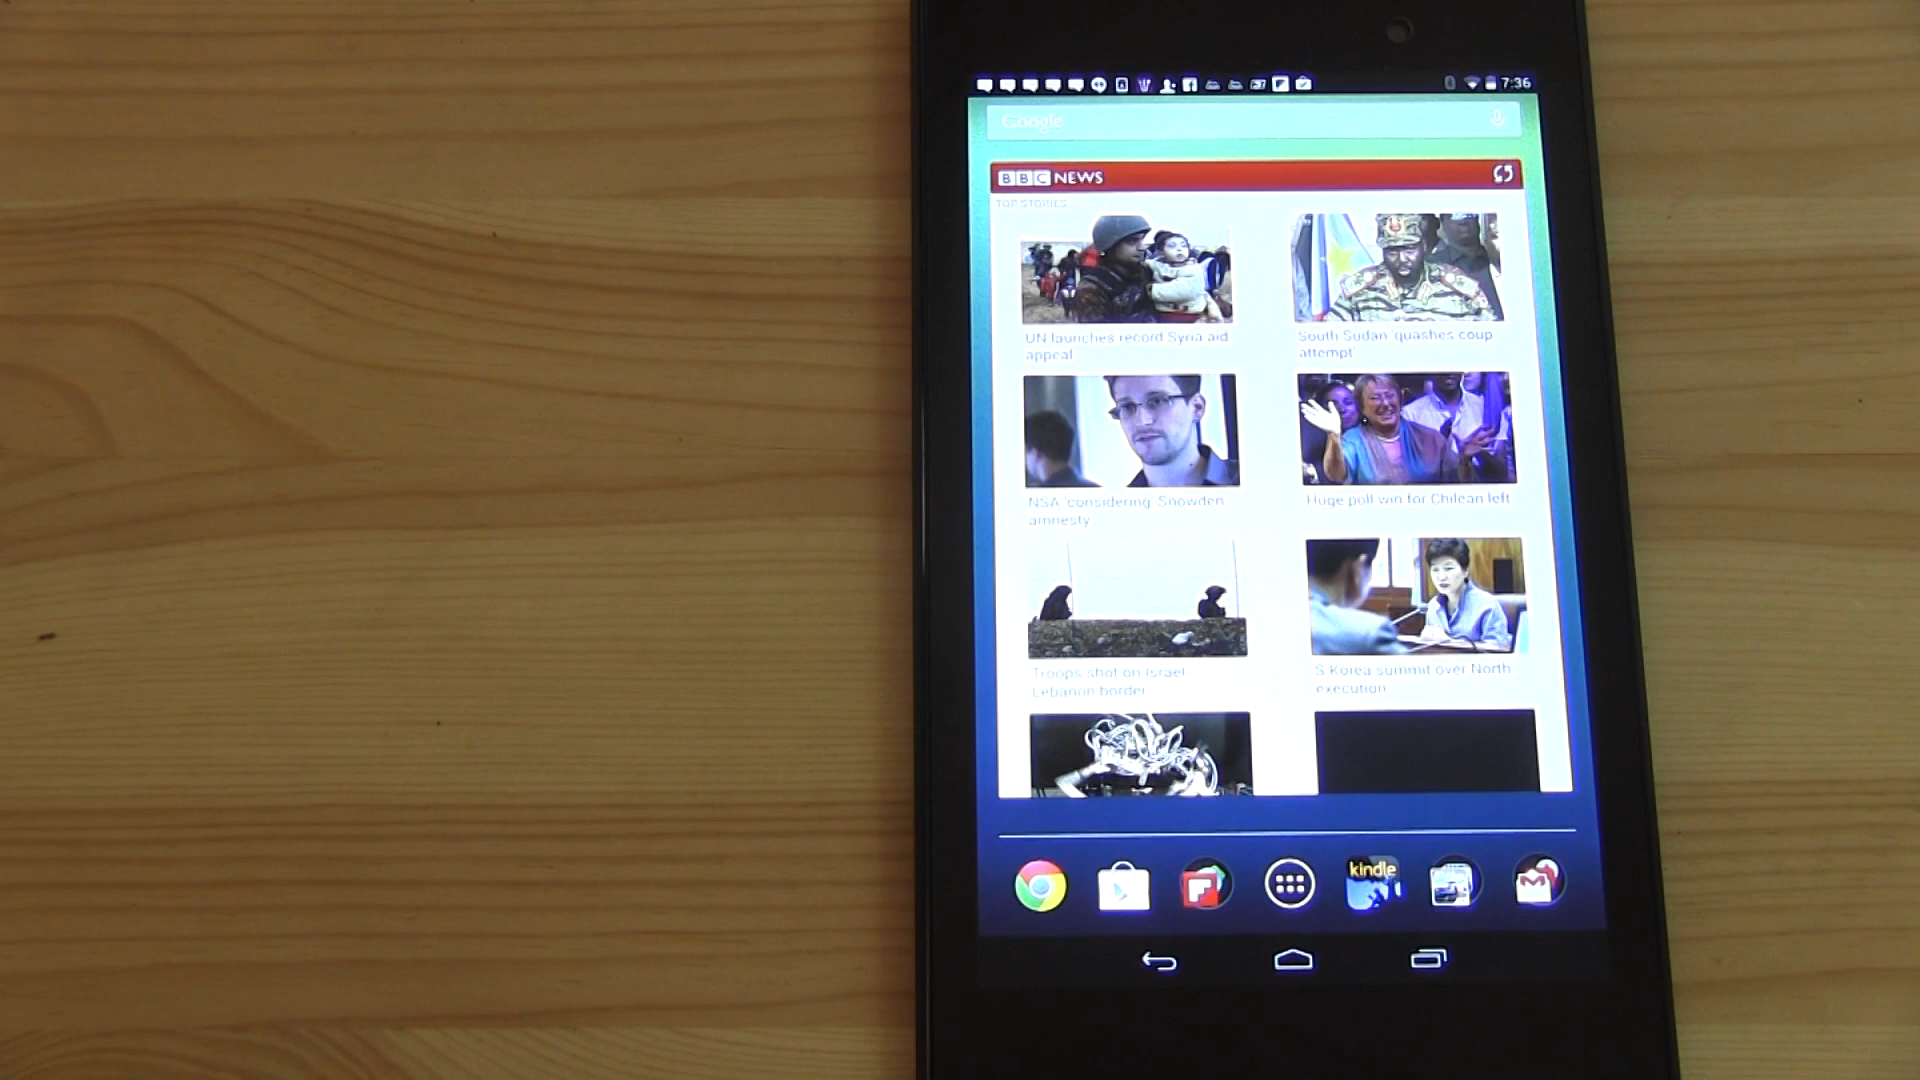 7:36
Google
BBC NEWS
TOP STORIES
UN launches record Syria aid
appeal
South Sudan 'quashes coup
attempt'
NSA 'considering' Snowden
amnesty
Huge poll win for Chilean left
Troops shot on Israel-
Lebanon border
S Korea summit over North
execution
kindle